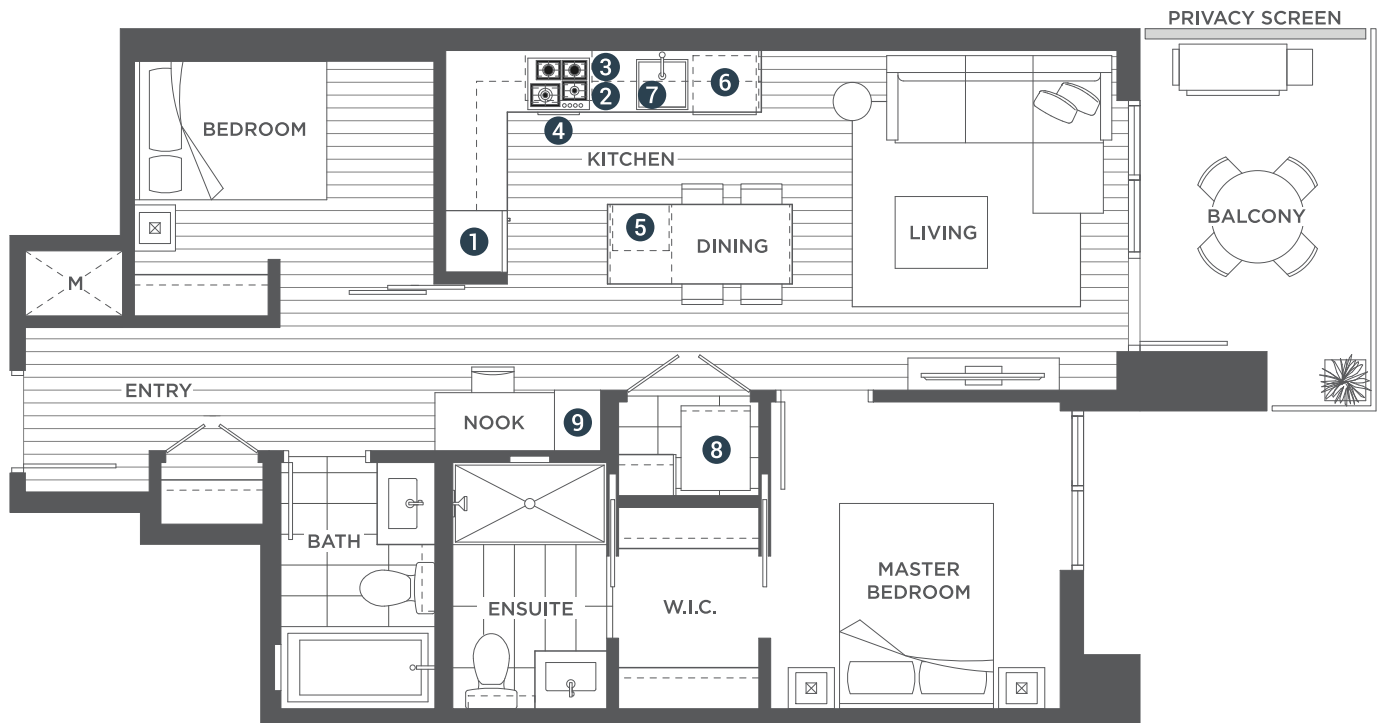 PRIVACY SCREEN
3
2
7
6
BEDROOM
4
KITCHEN
BALCONY
5
LIVING
1
DINING
M
ENTRY
NOOK
9
8
BATH
MASTER
BEDROOM
ENSUITE
W.I.C.